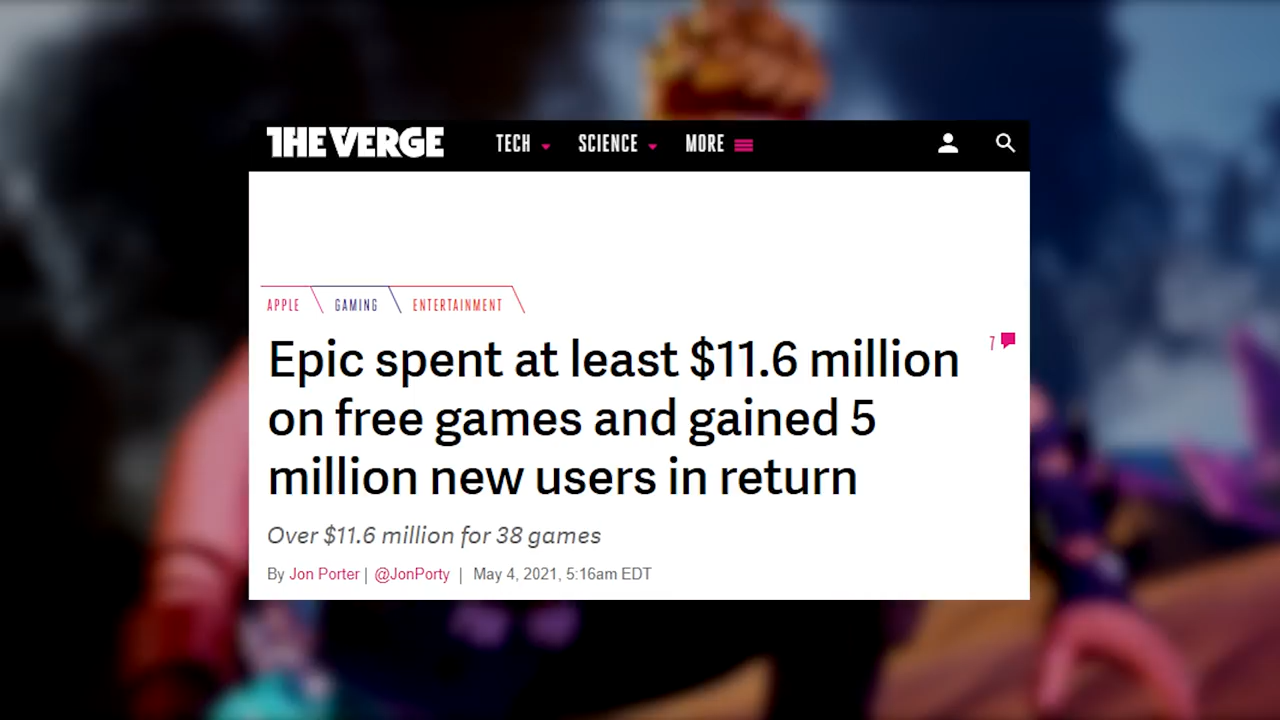 THE VERGE TECH SCIENCE MORE
APPLE GAMING ENTERTAINMENT
Epic spent at least $11.6 million
7
on free games and gained 5
million new users in return
Over $11.6 million for 38 games
By Jon Porter | @JonPorty | May 4, 2021, 5:16am EDT